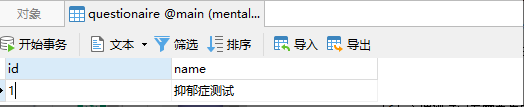 对象 questionaire @main (mental...
开始事务 文本 筛选 排序 导入 导出
id name
1 抑郁症测试